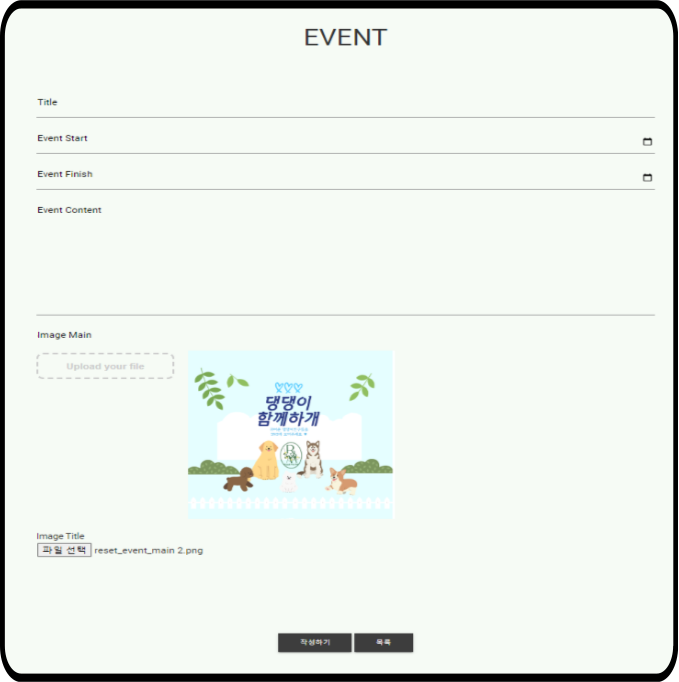 EVENT
Title
Event Start
Event Finish
Event Content
Image Main
Upload your file
댕댕이
함께하개
Image Title
파일 선택 reset_event_main 2.png
작성하기 목록